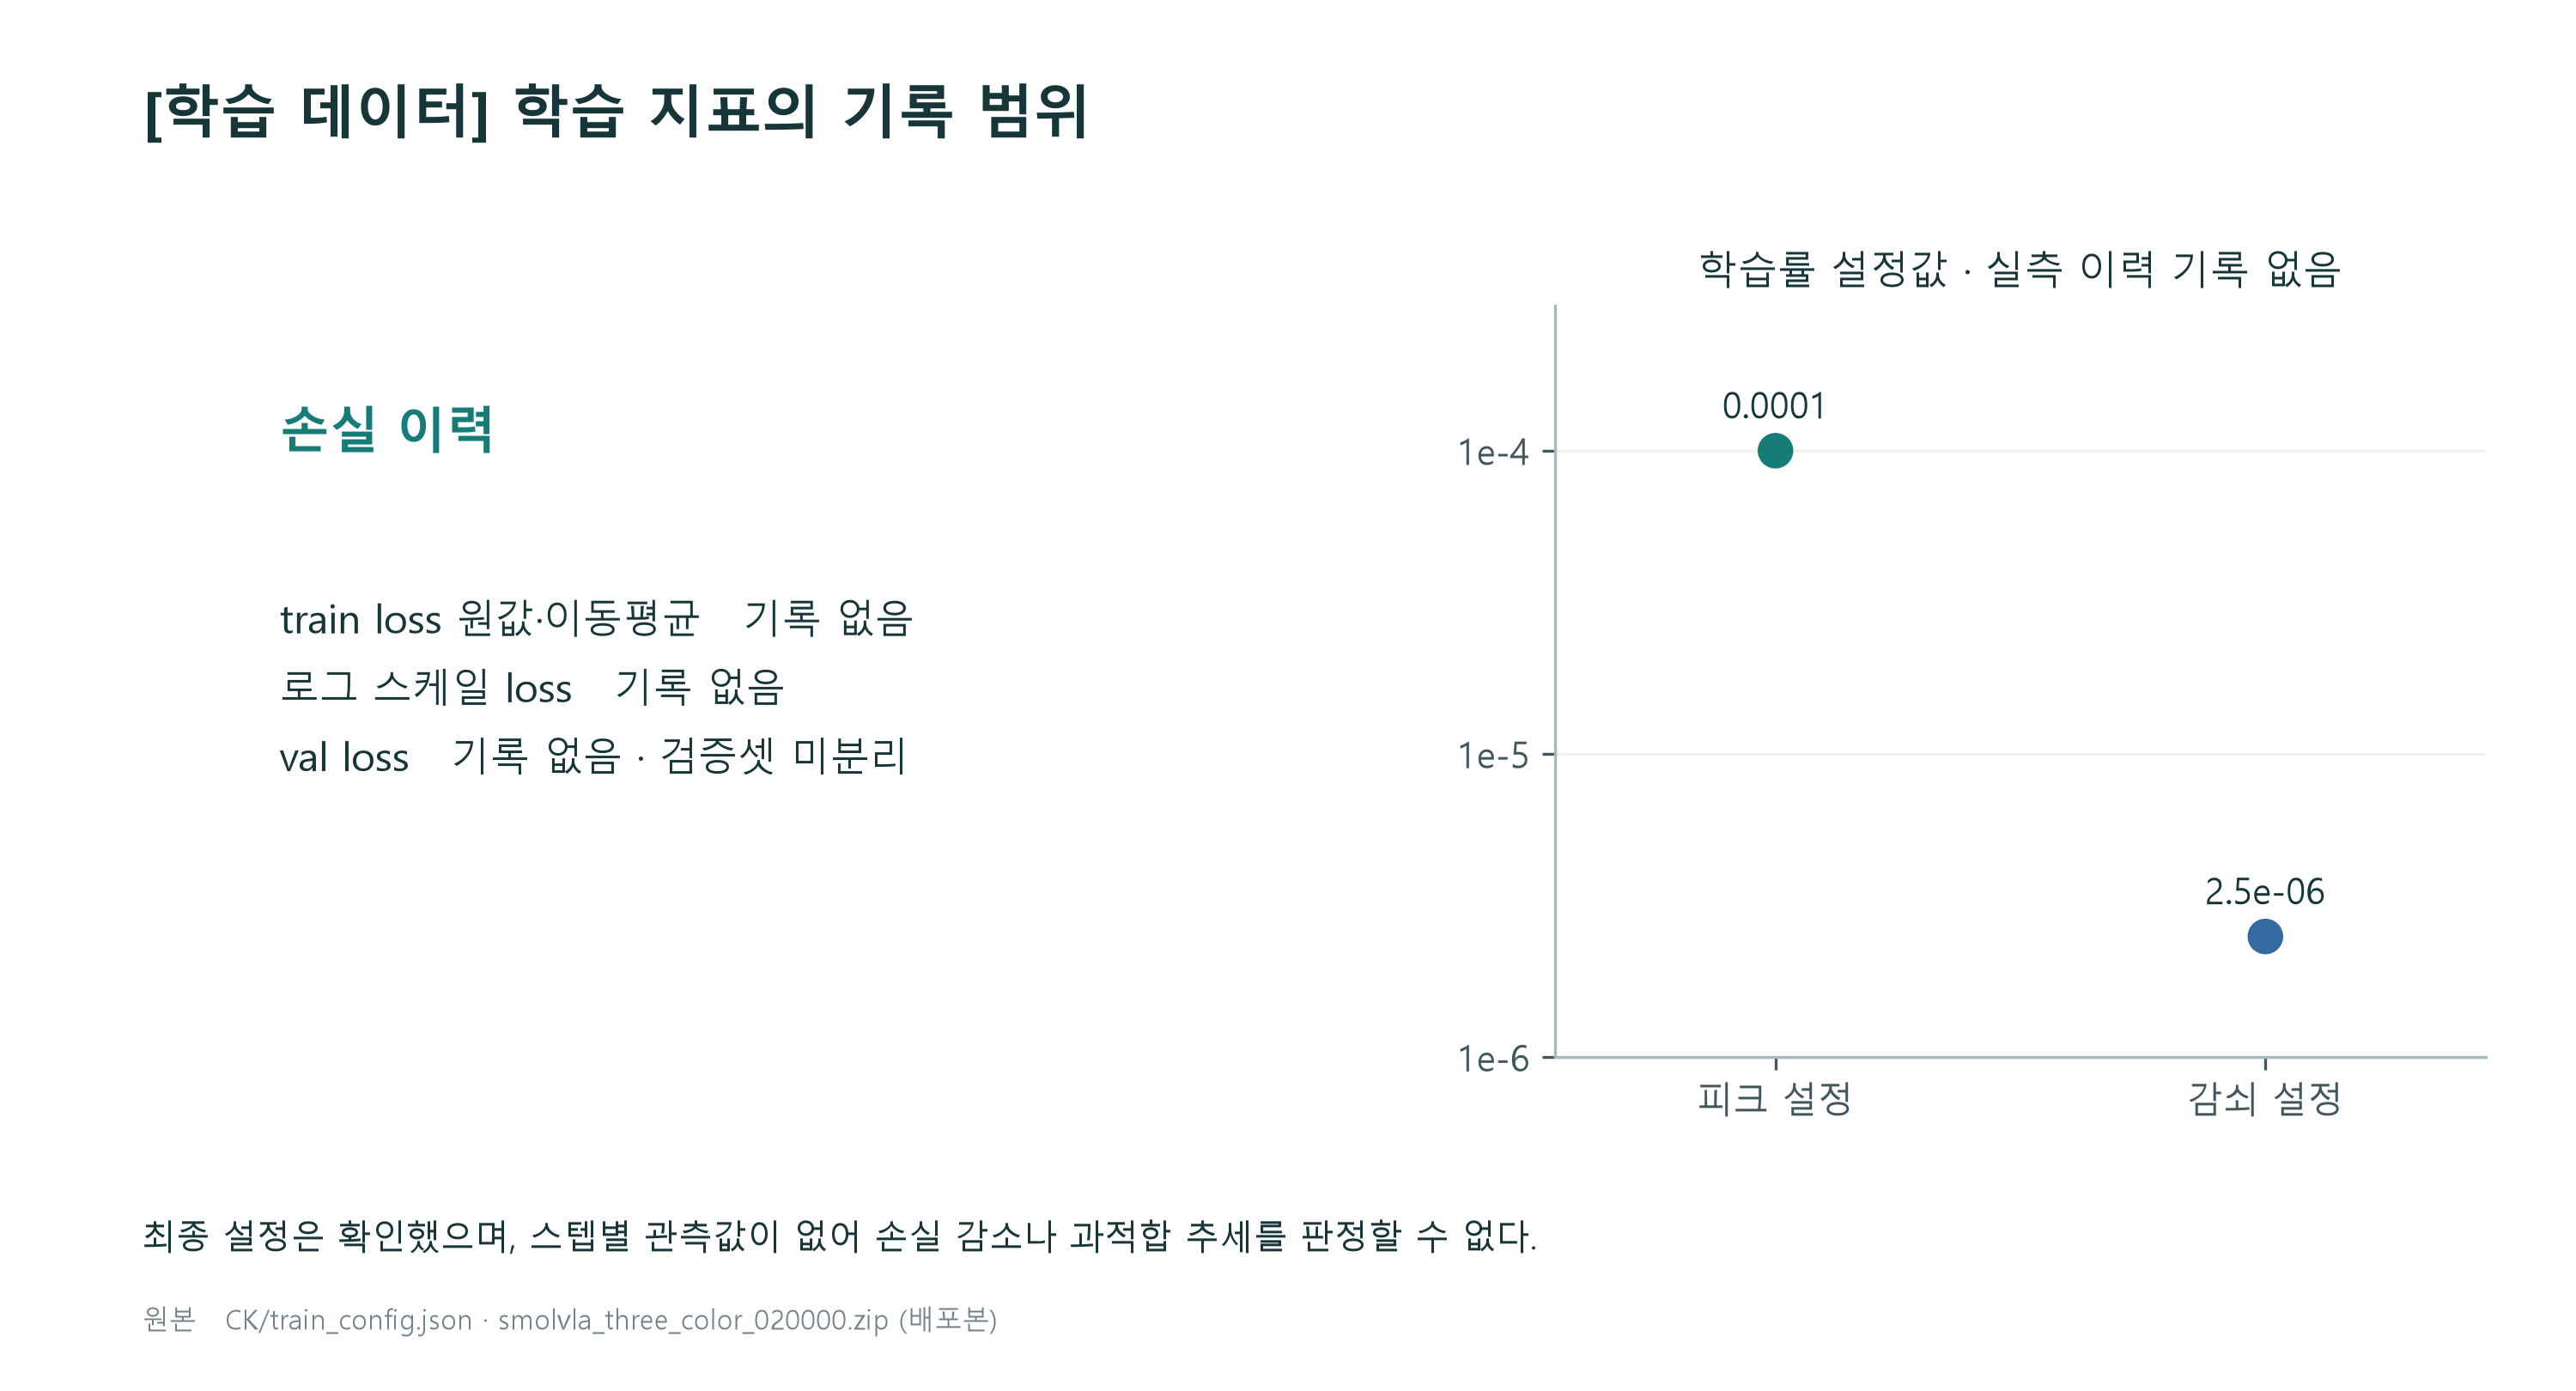 [학습 데이터] 학습 지표의 기록 범위
손실 이력
train loss 원값·이동평균 기록 없음
로그 스케일 loss 기록 없음
val loss 기록 없음 · 검증셋 미분리
학습률 설정값 · 실측 이력 기록 없음
0.0001
1e-4
1e-5
2.5e-06
1e-6
피크 설정
감쇠 설정
최종 설정은 확인했으며, 스텝별 관측값이 없어 손실 감소나 과적합 추세를 판정할 수 없다.
원본 CK/train_config.json · smolvla_three_color_020000.zip (배포본)